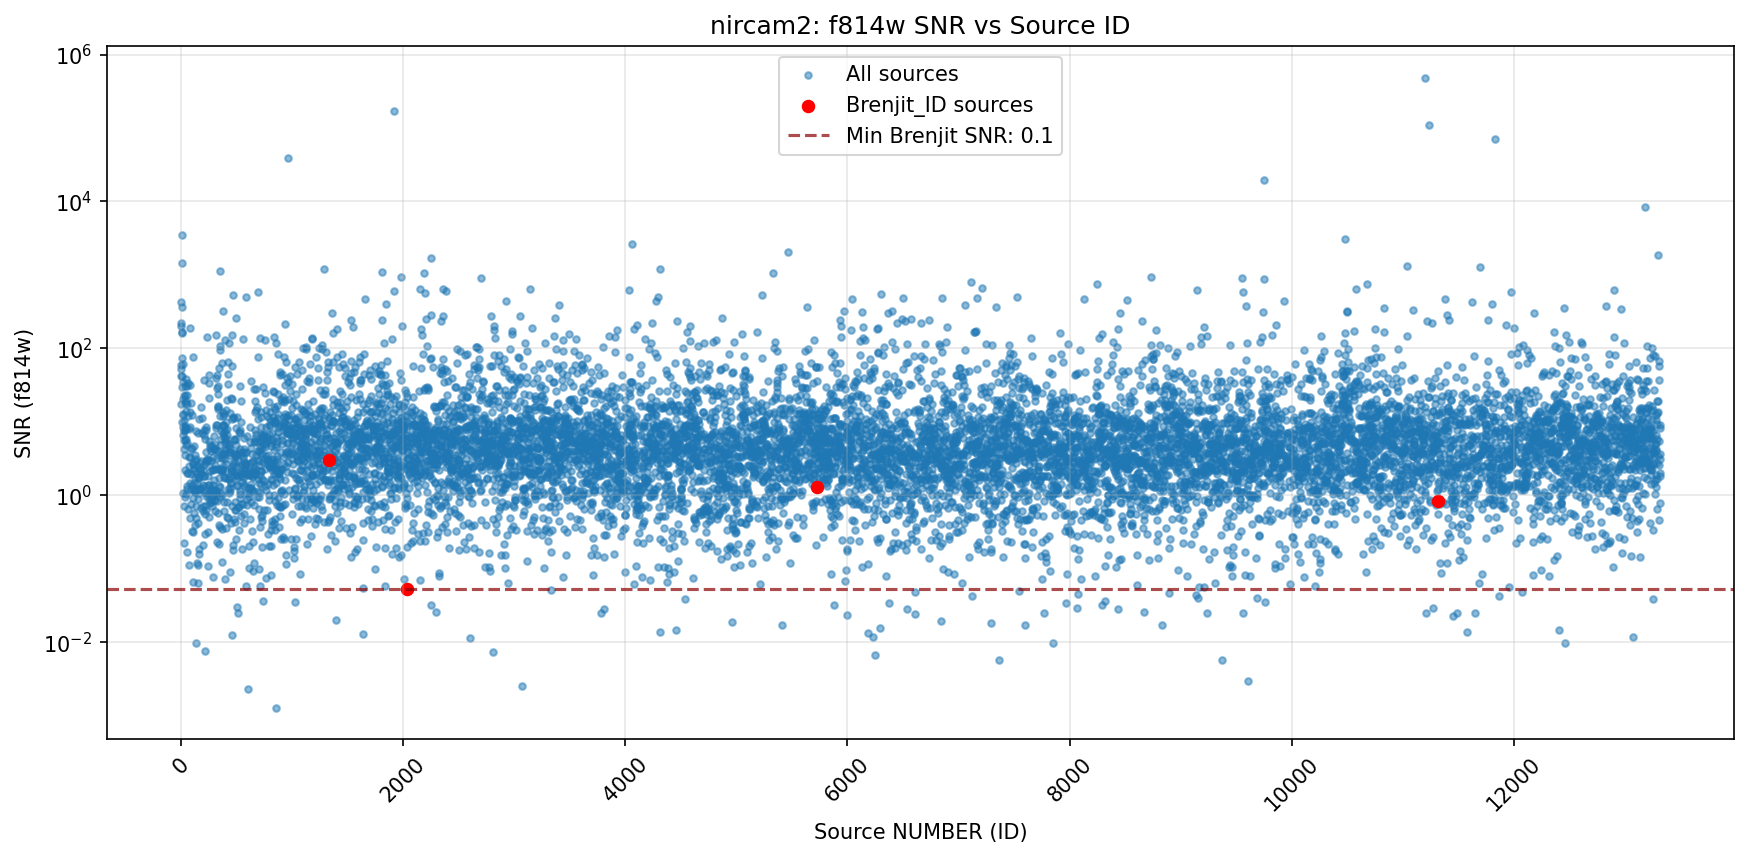 nircam2: f814w SNR vs Source ID
All sources
Brenjit_ID sources
Min Brenjit SNR: 0.1
SNR (f814w)
10^6
10^4
10^2
10^0
10^-2
0
2000
4000
6000
8000
10000
12000
Source NUMBER (ID)